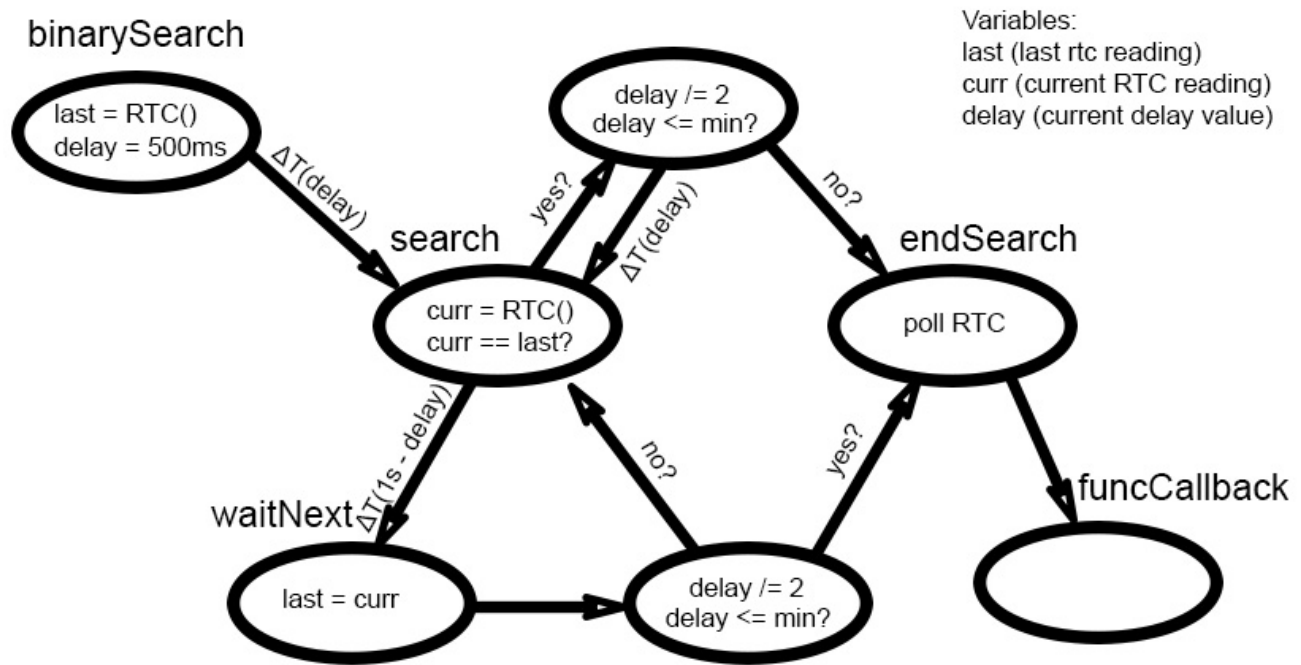 binarySearch
last = RTC()
delay = 500ms
ΔT(delay)
delay /= 2
delay <= min?
Variables:
last (last rtc reading)
curr (current RTC reading)
delay (current delay value)
yes?
ΔT(delay)
no?
search
curr = RTC()
curr == last?
endSearch
poll RTC
ΔT(1s - delay)
no?
yes?
waitNext
last = curr
delay /= 2
delay <= min?
funcCallback